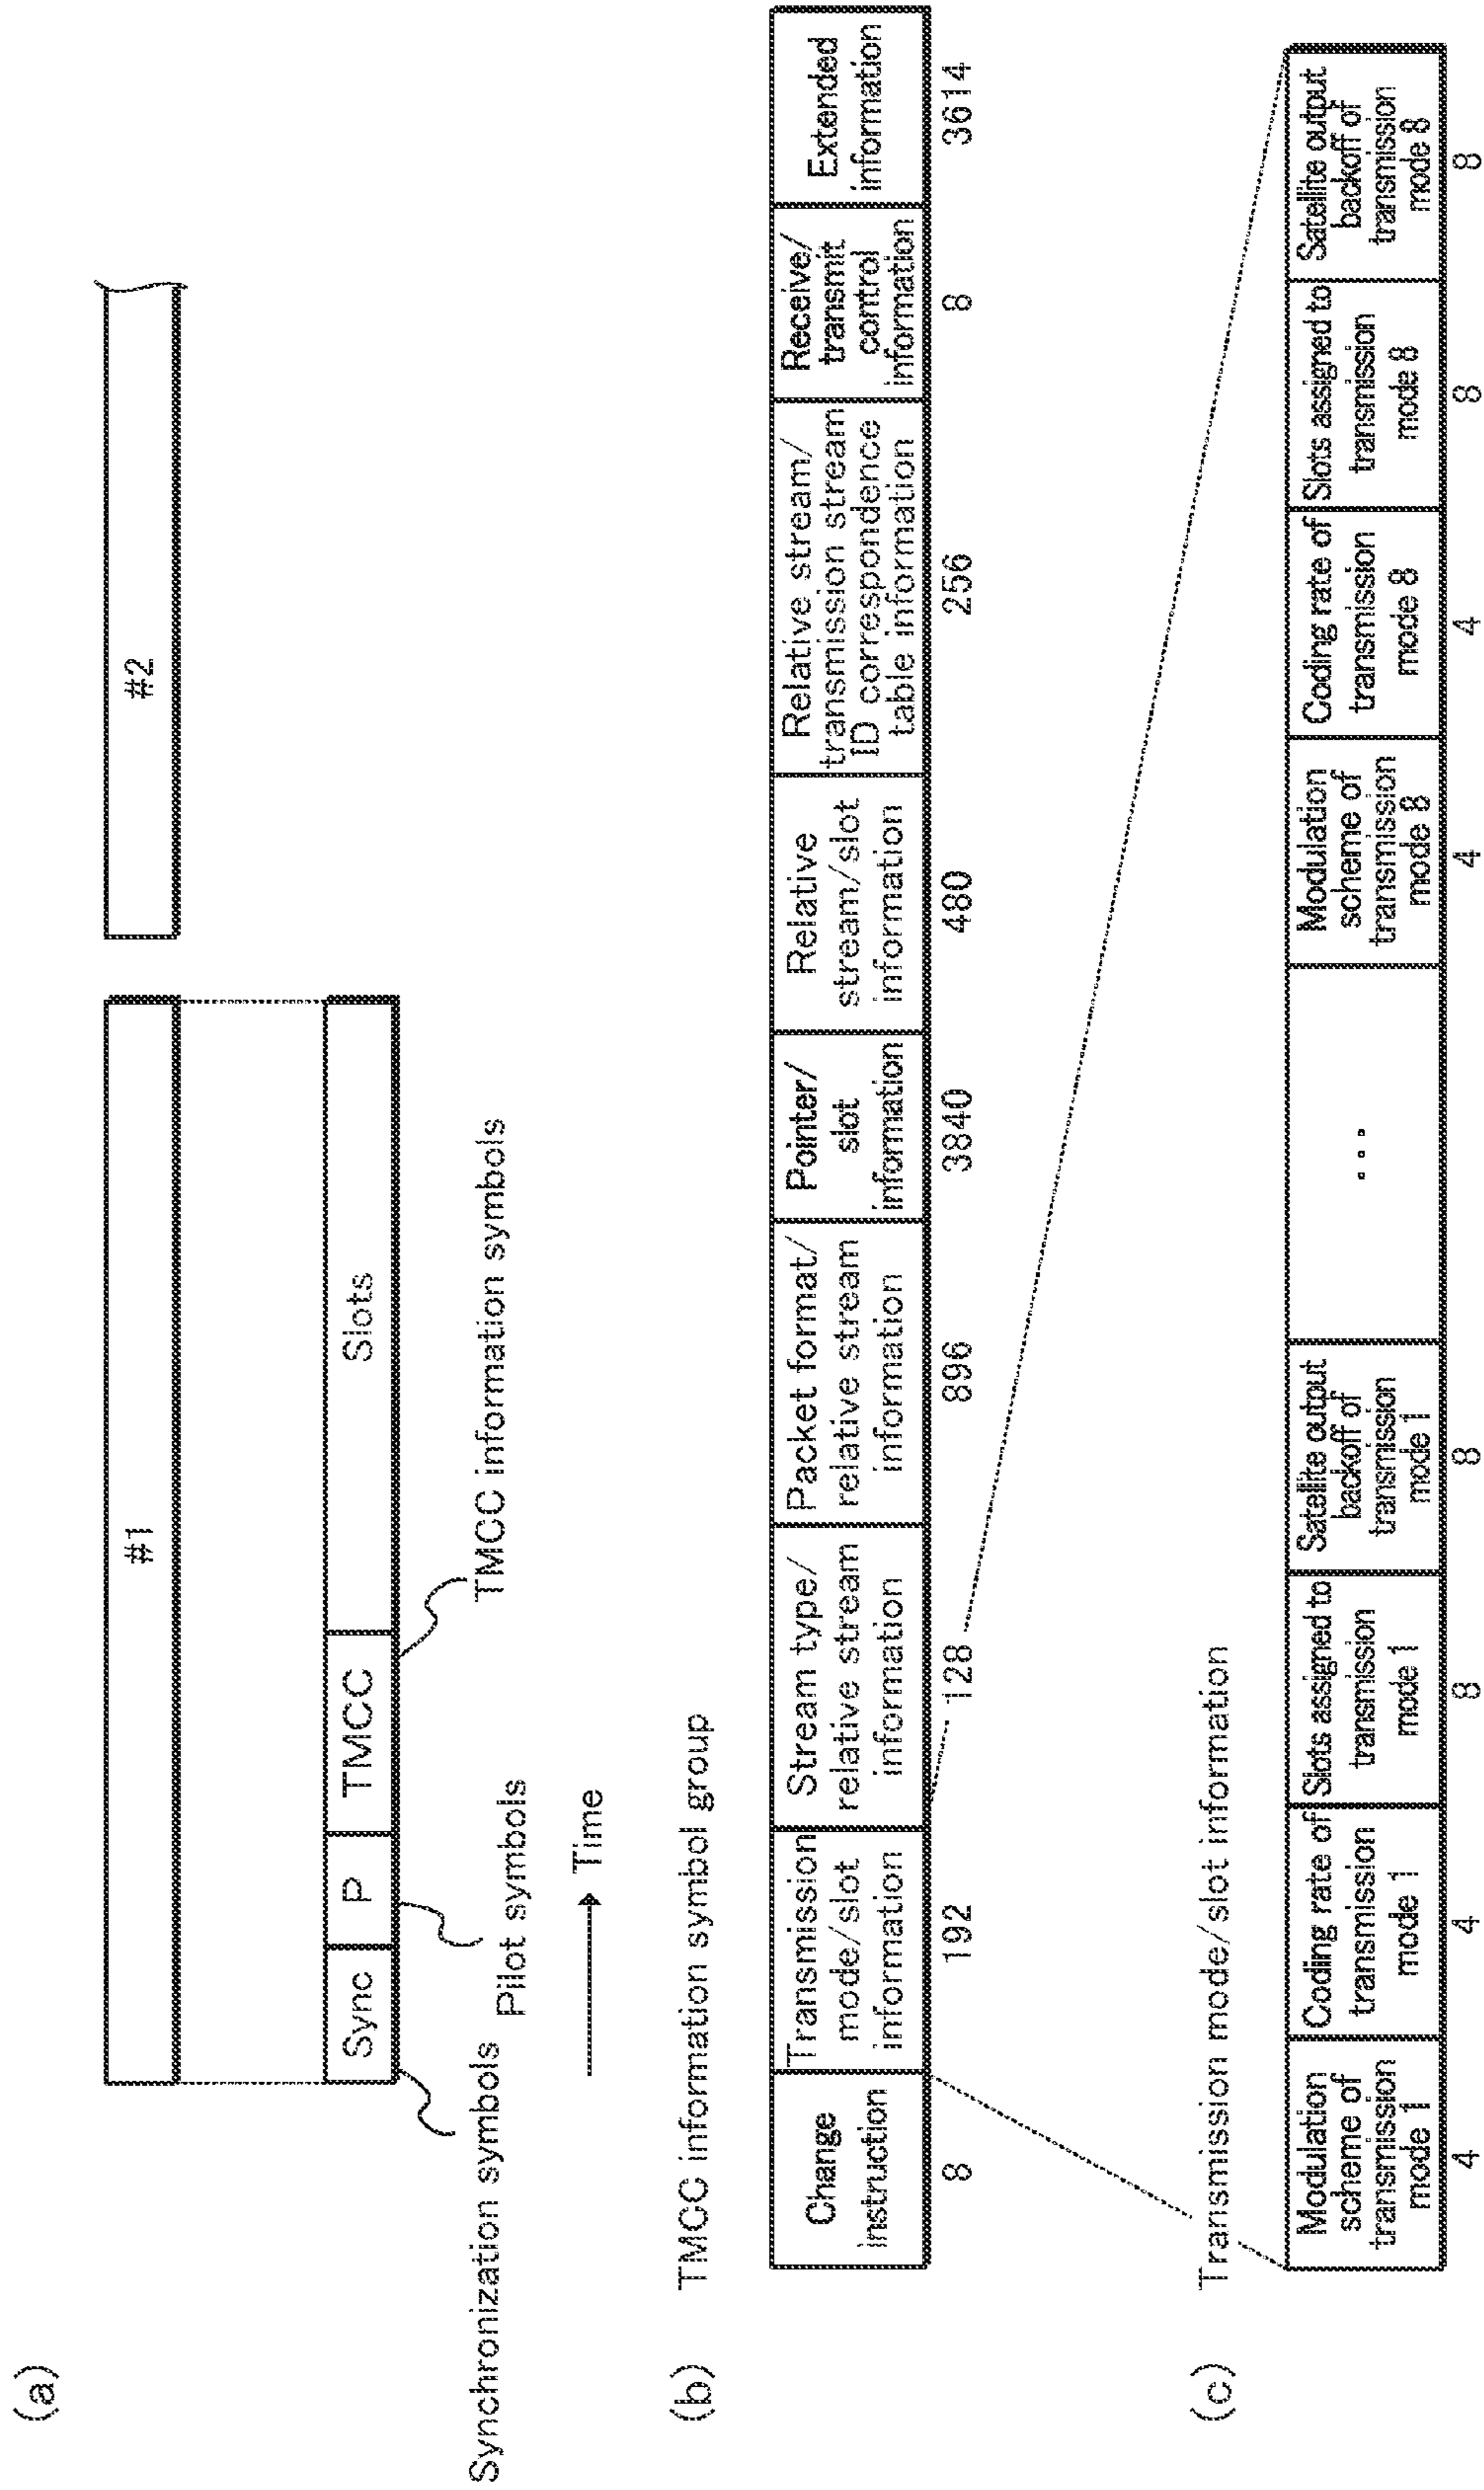 (a)
#1
#2
Sync
P
TMCC
Slots
Synchronization symbols
Pilot symbols
TMCC information symbols
Time
(b)
TMCC information symbol group
Change
instruction
8
Transmission
mode/slot
information
192
Stream type/
relative stream
information
128
Packet format/
relative stream
information
896
Pointer/
slot
information
3840
Relative
stream/slot
information
480
Relative stream/
transmission stream
ID correspondence
table information
256
Receive/
transmit
control
information
8
Extended
information
3614
(c)
Transmission mode/slot information
Modulation
scheme of
transmission
mode 1
4
Coding rate of
transmission
mode 1
4
Slots assigned to
transmission
mode 1
8
Satellite output
backoff of
transmission
mode 1
8
...
Modulation
scheme of
transmission
mode 8
4
Coding rate of
transmission
mode 8
4
Slots assigned to
transmission
mode 8
8
Satellite output
backoff of
transmission
mode 8
8